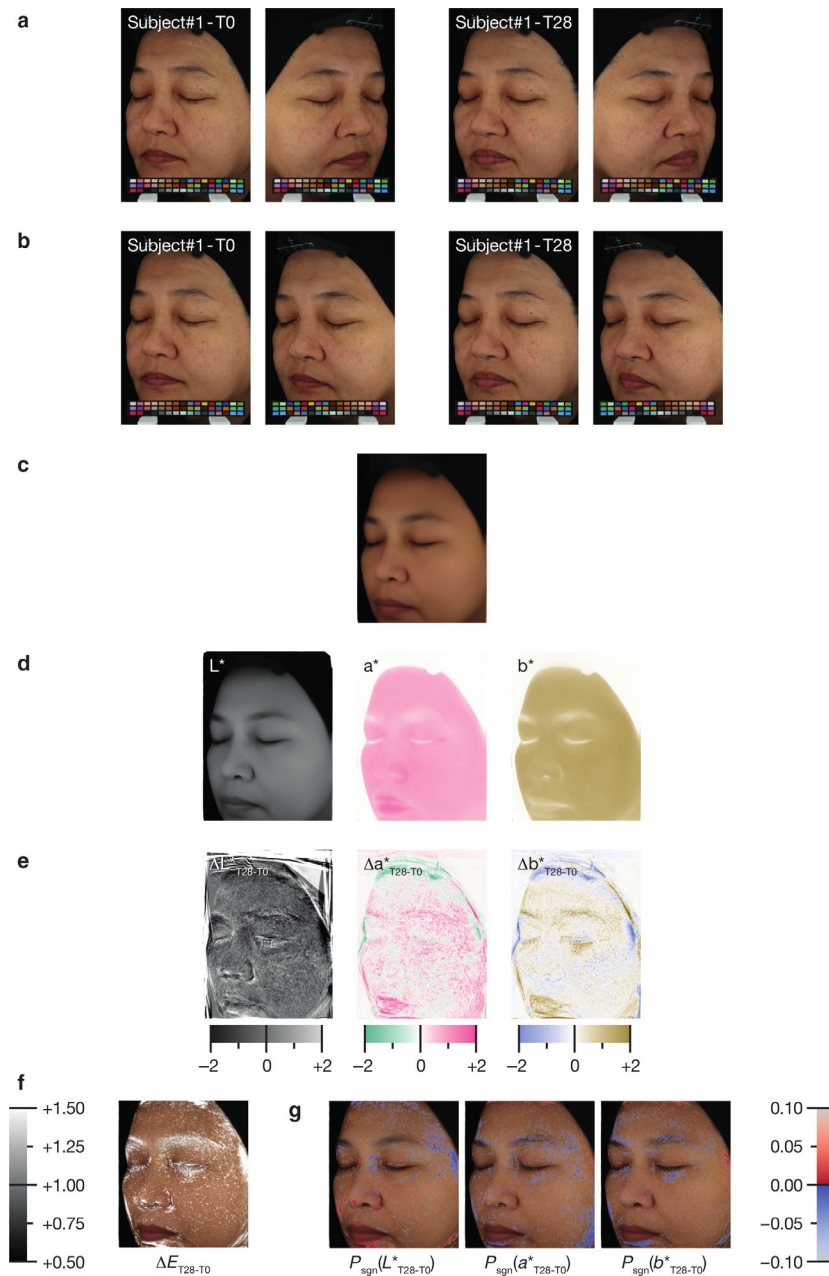 a
Subject#1-T0
Subject#1-T28
b
Subject#1-T0
Subject#1-T28
c
d
L*
a*
b*
e
ΔL*T28-T0
Δa*T28-T0
Δb*T28-T0
−2 0 +2
−2 0 +2
−2 0 +2
f
+1.50
+1.25
+1.00
+0.75
+0.50
ΔET28-T0
g
Psgn(L*T28-T0)
Psgn(a*T28-T0)
Psgn(b*T28-T0)
0.10
0.05
0.00
−0.05
−0.10